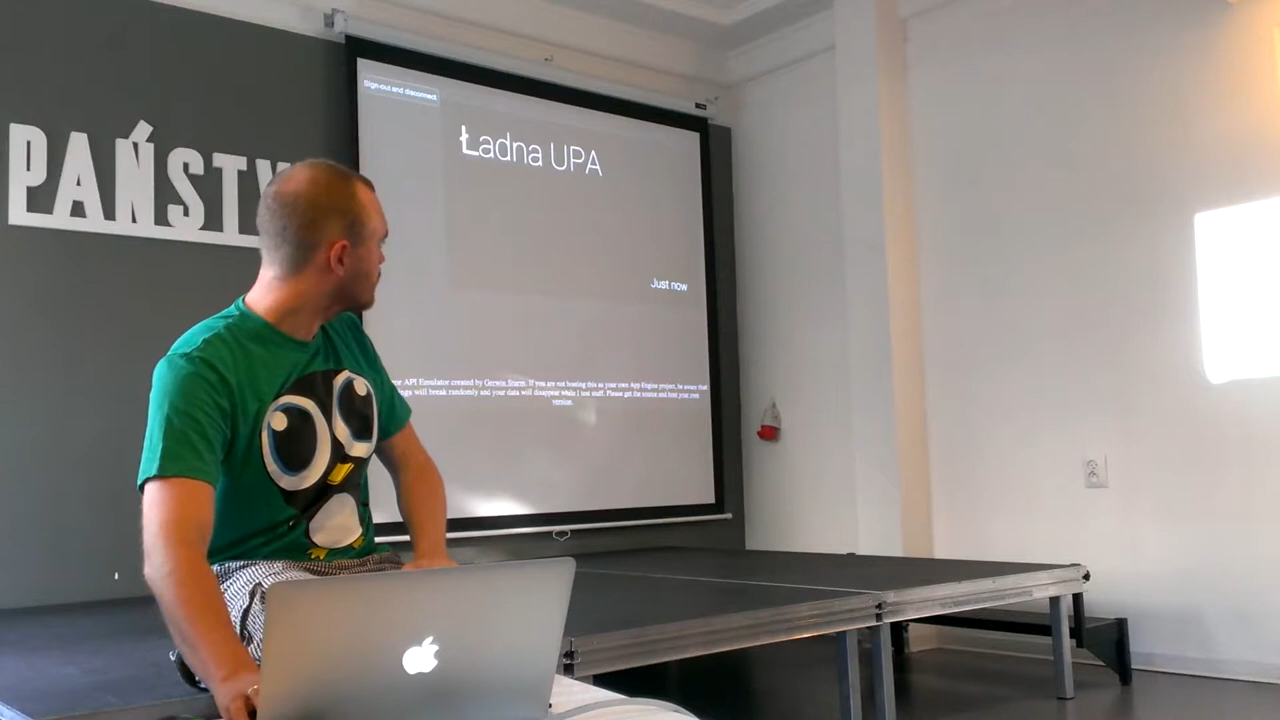 PAŃSTW
Sign-out and disconnect
Ładna UPA
Just now
API Emulator created by Gerwin Sturm. If you are not hosting this as your own App Engine project, be aware that
will break randomly and your data will disappear while I test stuff. Please get the source and host your own
version.